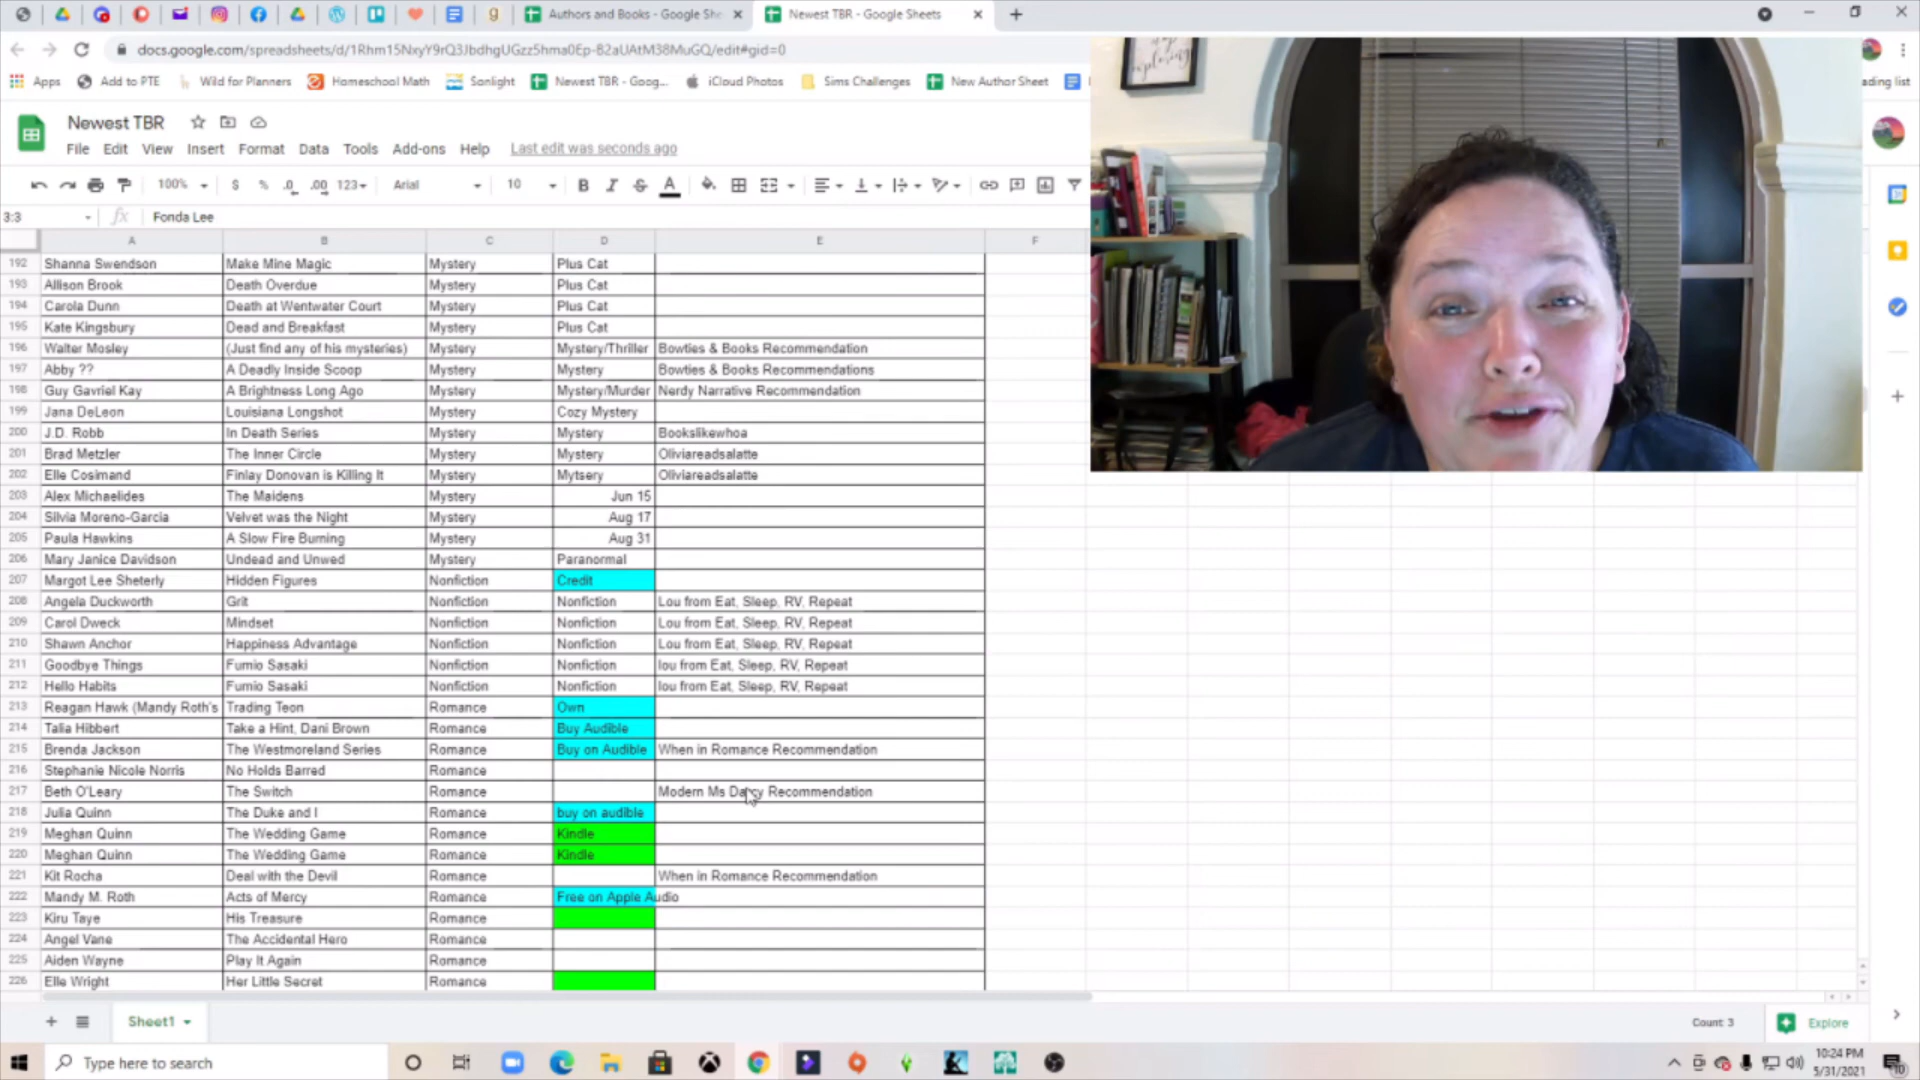 Authors and Books - Google She
Newest TBR - Google Sheets
docs.google.com/spreadsheets/d/1Rhm15NxyY9rQ3JbdhgUGzz5hma0Ep-82aUAtM38MuGQ/edit#gid=0
Apps Add to PTE Wild for Planners Homeschool Math Sonlight Newest TBR - Goog... iCloud Photos Sims Challenges New Author Sheet ading list
Newest TBR
File Edit View Insert Format Data Tools Add-ons Help Last edit was seconds ago
100% $ % .0 .00 123 Arial 10 B I S A
3:3 fx Fonda Lee
A B C D E F
192 Shanna Swendson Make Mine Magic Mystery Plus Cat
193 Allison Brook Death Overdue Mystery Plus Cat
194 Carola Dunn Death at Wentwater Court Mystery Plus Cat
195 Kate Kingsbury Dead and Breakfast Mystery Plus Cat
196 Walter Mosley (Just find any of his mysteries) Mystery Mystery/Thriller Bowties & Books Recommendation
197 Abby ?? A Deadly Inside Scoop Mystery Mystery Bowties & Books Recommendations
198 Guy Gavriel Kay A Brightness Long Ago Mystery Mystery/Murder Nerdy Narrative Recommendation
199 Jana DeLeon Louisiana Longshot Mystery Cozy Mystery
200 J.D. Robb In Death Series Mystery Mystery Bookslikewhoa
201 Brad Metzler The Inner Circle Mystery Mystery Oliviareadsalatte
202 Elle Cosimand Finlay Donovan is Killing It Mystery Mytsery Oliviareadsalatte
203 Alex Michaelides The Maidens Mystery Jun 15
204 Silvia Moreno-Garcia Velvet was the Night Mystery Aug 17
205 Paula Hawkins A Slow Fire Burning Mystery Aug 31
206 Mary Janice Davidson Undead and Unwed Mystery Paranormal
207 Margot Lee Sheterly Hidden Figures Nonfiction Credit
208 Angela Duckworth Grit Nonfiction Nonfiction Lou from Eat, Sleep, RV, Repeat
209 Carol Dweck Mindset Nonfiction Nonfiction Lou from Eat, Sleep, RV, Repeat
210 Shawn Anchor Happiness Advantage Nonfiction Nonfiction Lou from Eat, Sleep, RV, Repeat
211 Goodbye Things Fumio Sasaki Nonfiction Nonfiction lou from Eat, Sleep, RV, Repeat
212 Hello Habits Fumio Sasaki Nonfiction Nonfiction lou from Eat, Sleep, RV, Repeat
213 Reagan Hawk (Mandy Roth's Trading Teon Romance Own
214 Talia Hibbert Take a Hint, Dani Brown Romance Buy Audible
215 Brenda Jackson The Westmoreland Series Romance Buy on Audible When in Romance Recommendation
216 Stephanie Nicole Norris No Holds Barred Romance
217 Beth O'Leary The Switch Romance Modern Ms Darcy Recommendation
218 Julia Quinn The Duke and I Romance buy on audible
219 Meghan Quinn The Wedding Game Romance Kindle
220 Meghan Quinn The Wedding Game Romance Kindle
221 Kit Rocha Deal with the Devil Romance When in Romance Recommendation
222 Mandy M. Roth Acts of Mercy Romance Free on Apple Audio
223 Kiru Taye His Treasure Romance
224 Angel Vane The Accidental Hero Romance
225 Aiden Wayne Play It Again Romance
226 Elle Wright Her Little Secret Romance
Sheet1 Count: 3 Explore
Type here to search
10:24 PM
5/31/2021